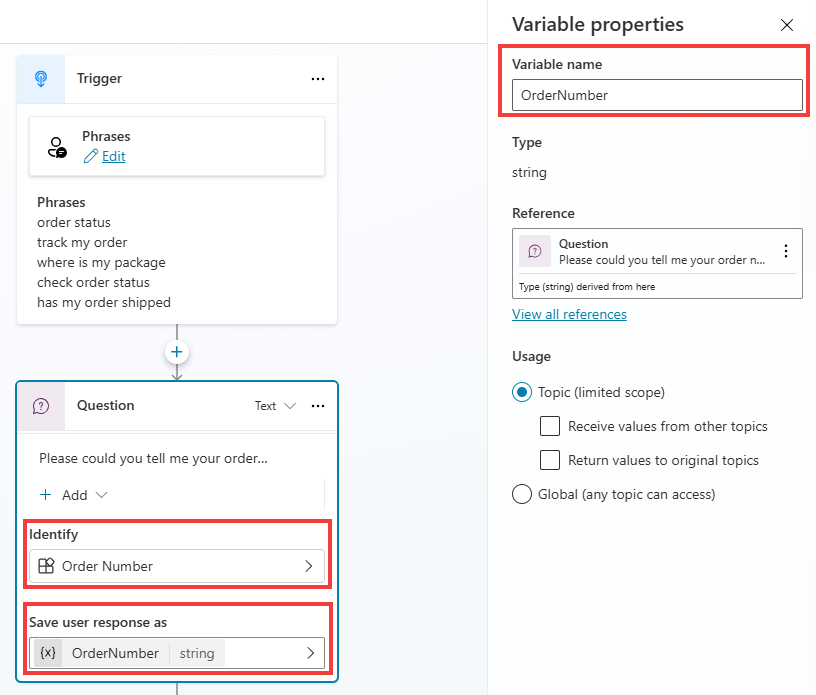 Trigger
Phrases
Edit
Phrases
order status
track my order
where is my package
check order status
has my order shipped
Question
Text
Please could you tell me your order...
Add
Identify
Order Number
Save user response as
{x} OrderNumber string
Variable properties
Variable name
OrderNumber
Type
string
Reference
Question
Please could you tell me your order n...
Type (string) derived from here
View all references
Usage
Topic (limited scope)
Receive values from other topics
Return values to original topics
Global (any topic can access)